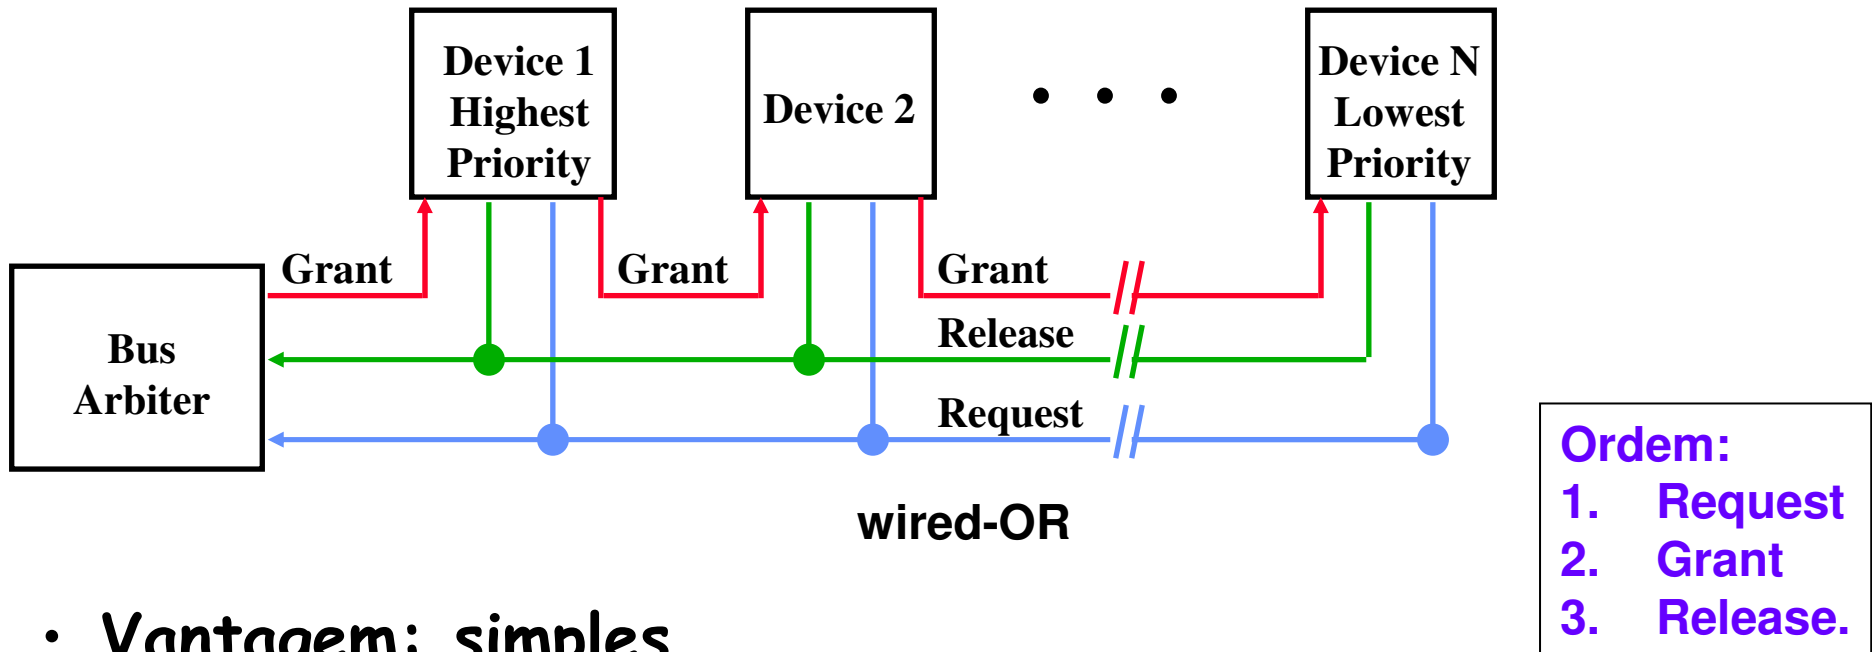 Device 1
Highest
Priority
Device 2
• • •
Device N
Lowest
Priority
Grant
Grant
Grant
Bus
Arbiter
Release
Request
wired-OR
Ordem:
1. Request
2. Grant
3. Release.
• Vantagem: simples